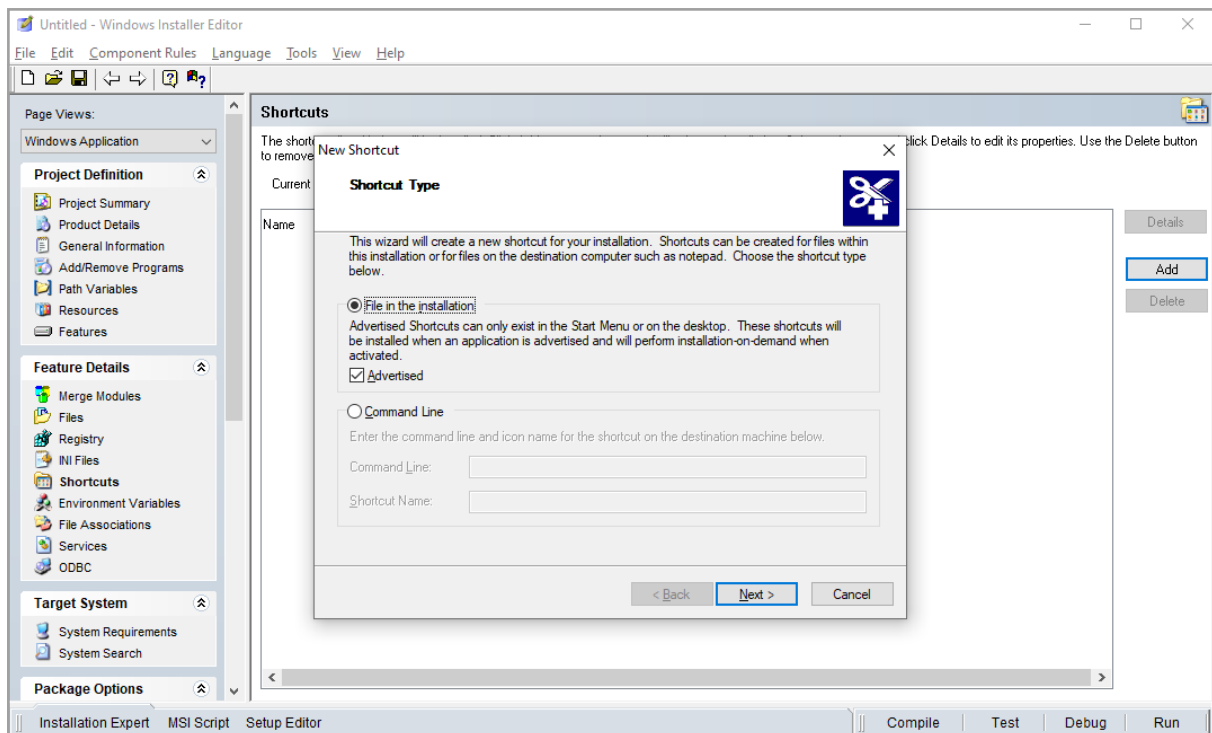 Untitled - Windows Installer Editor
File Edit Component Rules Language Tools View Help
Page Views:
Windows Application
Project Definition
Project Summary
Product Details
General Information
Add/Remove Programs
Path Variables
Resources
Features
Feature Details
Merge Modules
Files
Registry
INI Files
Shortcuts
Environment Variables
File Associations
Services
ODBC
Target System
System Requirements
System Search
Package Options
Shortcuts
The short
click Details to edit its properties. Use the Delete button
to remove
Current
Name
Details
Add
Delete
New Shortcut
Shortcut Type
This wizard will create a new shortcut for your installation. Shortcuts can be created for files within
this installation or for files on the destination computer such as notepad. Choose the shortcut type
below.
File in the installation
Advertised Shortcuts can only exist in the Start Menu or on the desktop. These shortcuts will
be installed when an application is advertised and will perform installation-on-demand when
activated.
Advertised
Command Line
Enter the command line and icon name for the shortcut on the destination machine below.
Command Line:
Shortcut Name:
< Back Next > Cancel
Installation Expert MSI Script Setup Editor
Compile Test Debug Run